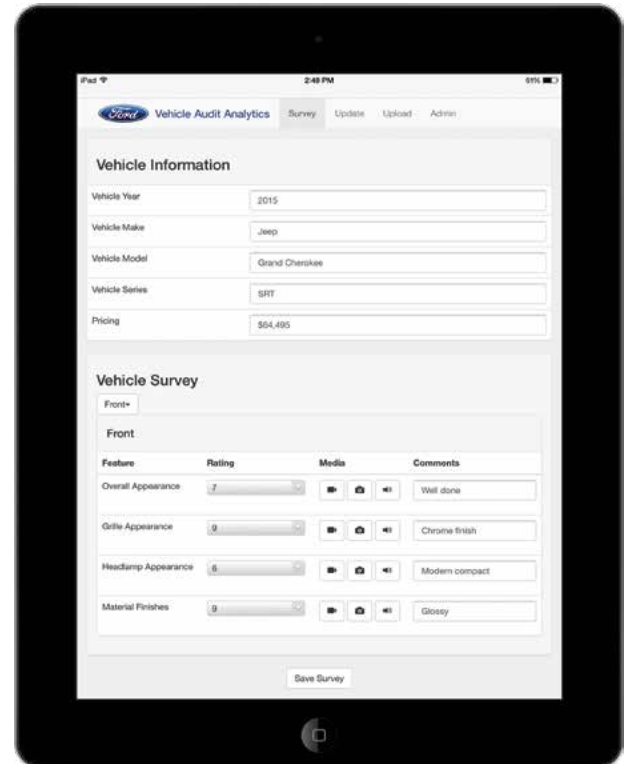 iPad 2:48 PM 61%
Ford Vehicle Audit Analytics Survey Update Upload Admin
Vehicle Information
Vehicle Year 2015
Vehicle Make Jeep
Vehicle Model Grand Cherokee
Vehicle Series SRT
Pricing $64,495
Vehicle Survey
Front
Front
Feature Rating Media Comments
Overall Appearance 7 Well done
Grille Appearance 9 Chrome finish
Headlamp Appearance 6 Modern compact
Material Finishes 9 Glossy
Save Survey